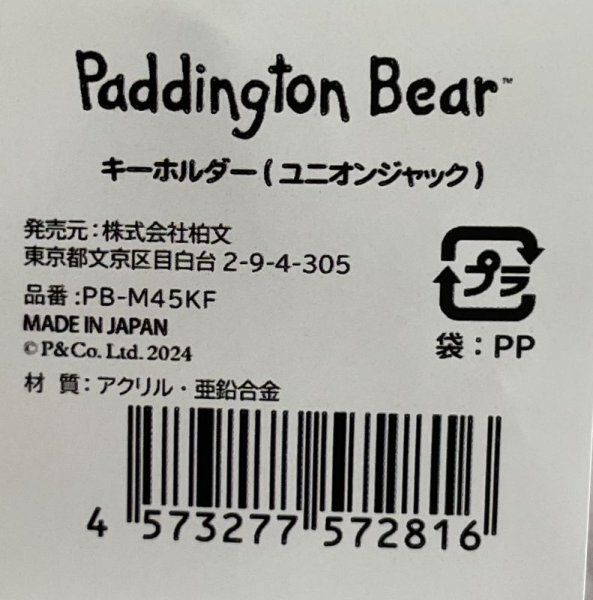 Paddington Bear™
キーホルダー(ユニオンジャック)
発売元:株式会社柏文
東京都文京区目白台 2-9-4-305
品番:PB-M45KF
MADE IN JAPAN
©P&Co. Ltd. 2024
材 質:アクリル・亜鉛合金
プラ
袋:PP
4 573277 572816